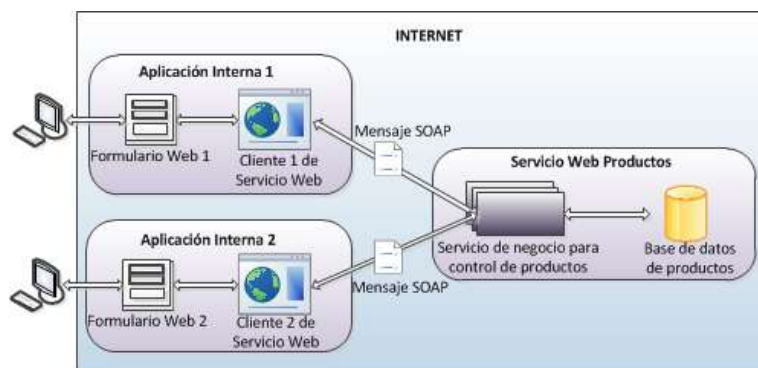 INTERNET
Aplicación Interna 1
Formulario Web 1
Cliente 1 de
Servicio Web
Mensaje SOAP
Servicio Web Productos
Servicio de negocio para
control de productos
Base de datos
de productos
Aplicación Interna 2
Formulario Web 2
Cliente 2 de
Servicio Web
Mensaje SOAP